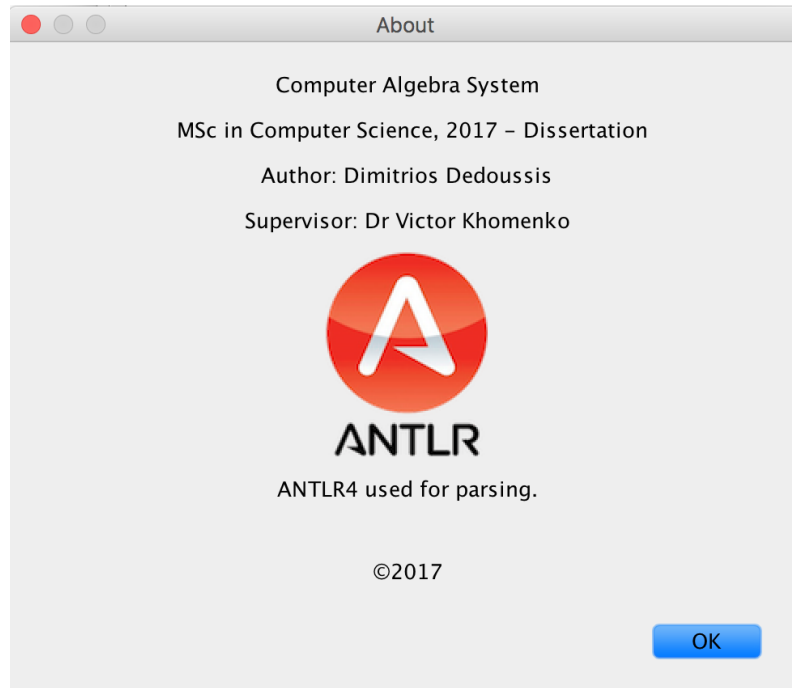 About
Computer Algebra System
MSc in Computer Science, 2017 – Dissertation
Author: Dimitrios Dedoussis
Supervisor: Dr Victor Khomenko
ANTLR
ANTLR4 used for parsing.
©2017
OK